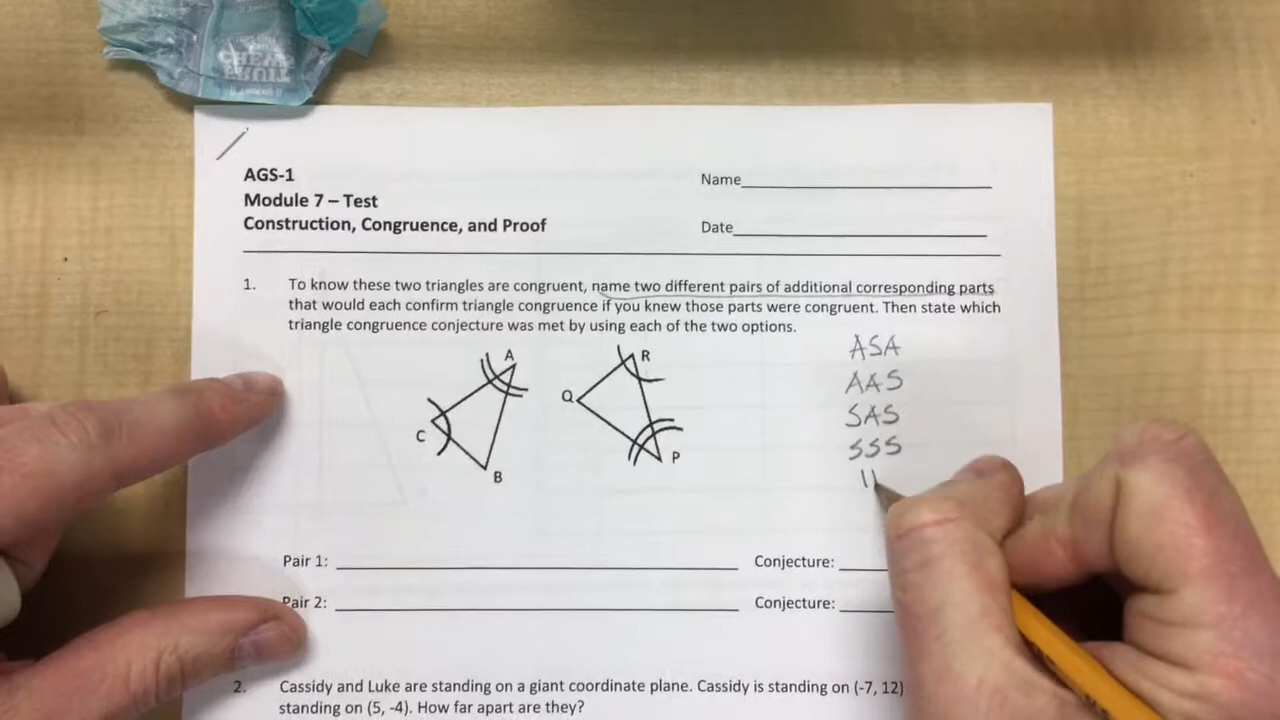 CHEWS
FRUIT
AGS-1
Name
Module 7 – Test
Construction, Congruence, and Proof
Date
1. To know these two triangles are congruent, name two different pairs of additional corresponding parts
that would each confirm triangle congruence if you knew those parts were congruent. Then state which
triangle congruence conjecture was met by using each of the two options.
ASA
AAS
SAS
SSS
A
R
Q
C
P
B
Pair 1: Conjecture:
Pair 2: Conjecture:
2. Cassidy and Luke are standing on a giant coordinate plane. Cassidy is standing on (-7, 12)
standing on (5, -4). How far apart are they?